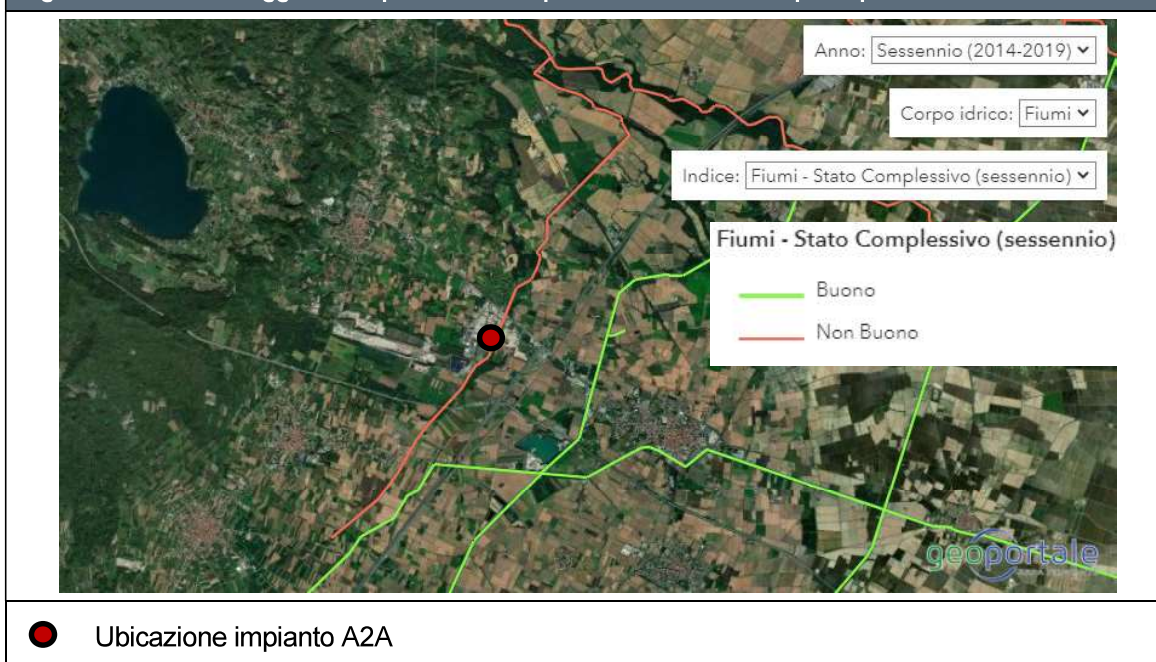 Anno: Sessennio (2014-2019)
Corpo idrico: Fiumi
Indice: Fiumi - Stato Complessivo (sessennio)
Fiumi - Stato Complessivo (sessennio)
Buono
Non Buono
geoportale
Ubicazione impianto A2A